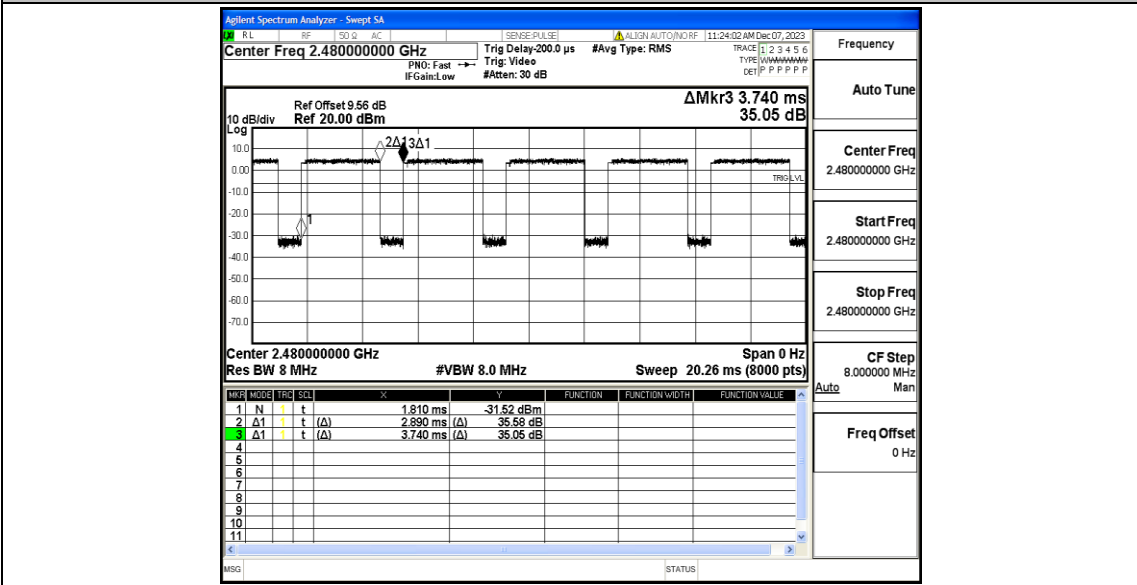 Agilent Spectrum Analyzer - Swept SA
RL RF 50 Ω AC SENSE:PULSE ALIGN AUTO/NO RF 11:24:02 AM Dec 07, 2023
Center Freq 2.480000000 GHz
PNO: Fast
IFGain:Low
Trig Delay-200.0 µs
Trig: Video
#Atten: 30 dB
#Avg Type: RMS
TRACE 1 2 3 4 5 6
TYPE
DET P P P P P P
ΔMkr3 3.740 ms
35.05 dB
Ref Offset 9.56 dB
10 dB/div Ref 20.00 dBm
Log
10.0
0.00
-10.0
-20.0
-30.0
-40.0
-50.0
-60.0
-70.0
2Δ1
3Δ1
1
TRIG LVL
Center 2.480000000 GHz Span 0 Hz
Res BW 8 MHz #VBW 8.0 MHz Sweep 20.26 ms (8000 pts)
MKR MODE TRC SCL X Y FUNCTION FUNCTION WIDTH FUNCTION VALUE
1 N 1 t 1.810 ms -31.52 dBm
2 Δ1 1 t (Δ) 2.890 ms (Δ) 35.58 dB
3 Δ1 1 t (Δ) 3.740 ms (Δ) 35.05 dB
4
5
6
7
8
9
10
11
MSG STATUS
Frequency
Auto Tune
Center Freq
2.480000000 GHz
Start Freq
2.480000000 GHz
Stop Freq
2.480000000 GHz
CF Step
8.000000 MHz
Auto Man
Freq Offset
0 Hz